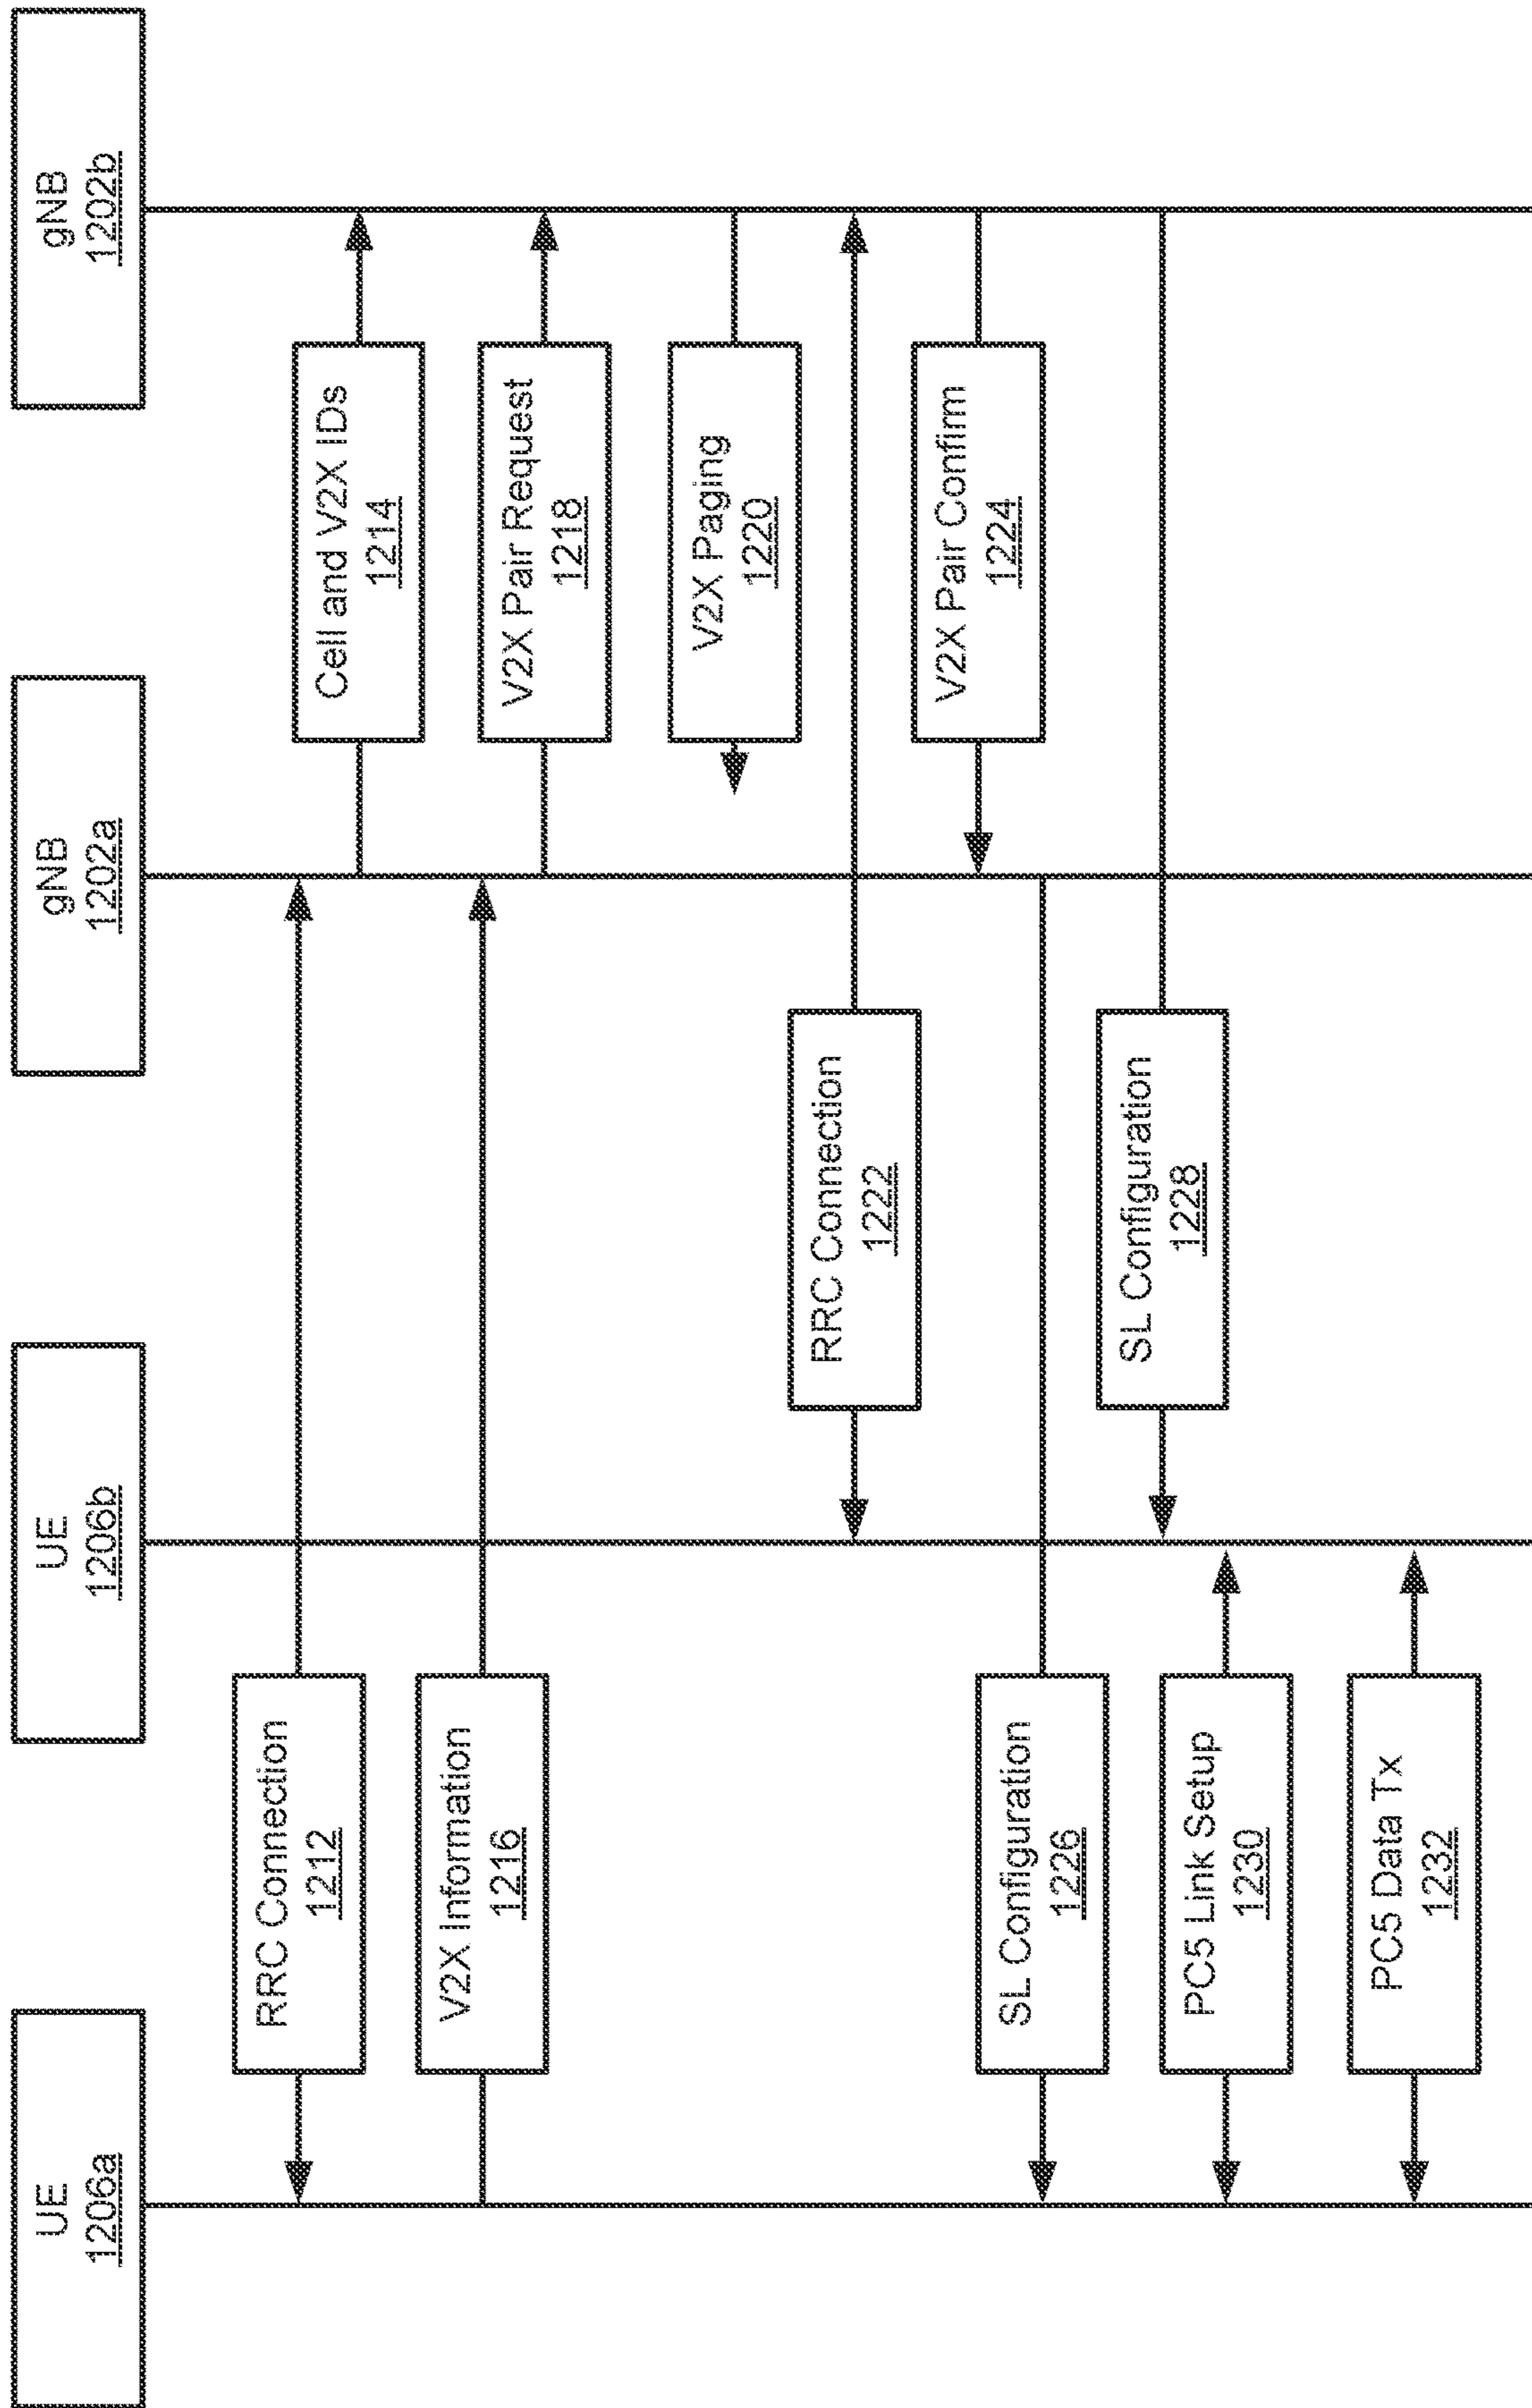 UE
1206a
UE
1206b
gNB
1202a
gNB
1202b
RRC Connection
1212
Cell and V2X IDs
1214
V2X Information
1216
V2X Pair Request
1218
V2X Paging
1220
RRC Connection
1222
V2X Pair Confirm
1224
SL Configuration
1226
SL Configuration
1228
PC5 Link Setup
1230
PC5 Data Tx
1232